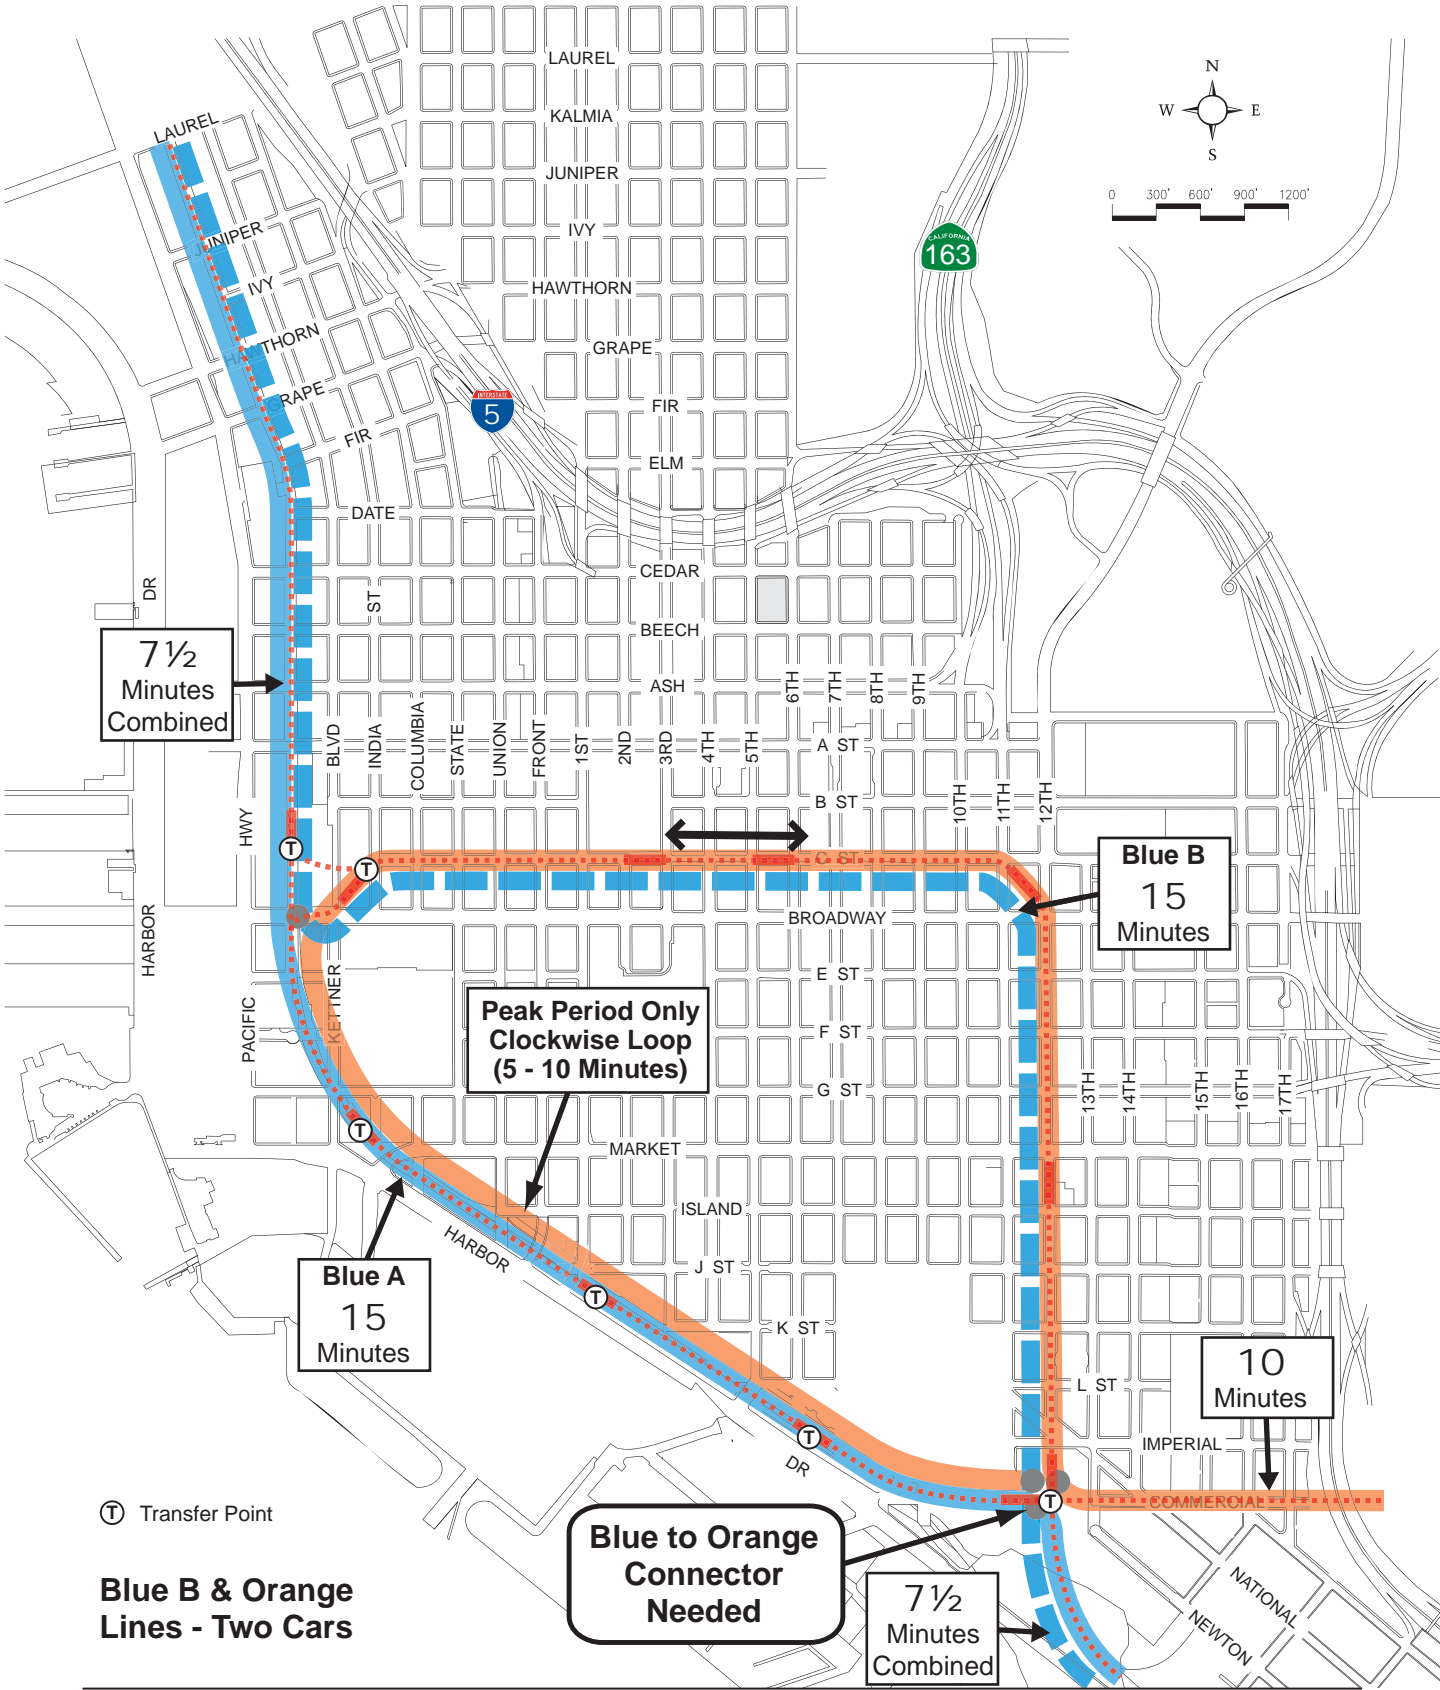 LAUREL
KALMIA
JUNIPER
IVY
HAWTHORN
GRAPE
FIR
ELM
N
W E
S
0 300' 600' 900' 1200'
CALIFORNIA
163
INTERSTATE
5
LAUREL
JUNIPER
IVY
HAWTHORN
GRAPE
FIR
DATE
CEDAR
BEECH
ASH
DR
ST
7½
Minutes
Combined
BLVD
INDIA
COLUMBIA
STATE
UNION
FRONT
1ST
2ND
3RD
4TH
5TH
6TH
7TH
8TH
9TH
A ST
B ST
C ST
10TH
11TH
12TH
HWY
T
T
Blue B
15
Minutes
BROADWAY
HARBOR
PACIFIC
KETTNER
E ST
F ST
G ST
Peak Period Only
Clockwise Loop
(5 - 10 Minutes)
13TH
14TH
15TH
16TH
17TH
T
MARKET
ISLAND
J ST
K ST
L ST
HARBOR
Blue A
15
Minutes
T
T
DR
10
Minutes
IMPERIAL
COMMERCIAL
T
T Transfer Point
Blue to Orange
Connector
Needed
Blue B & Orange
Lines - Two Cars
7½
Minutes
Combined
NATIONAL
NEWTON